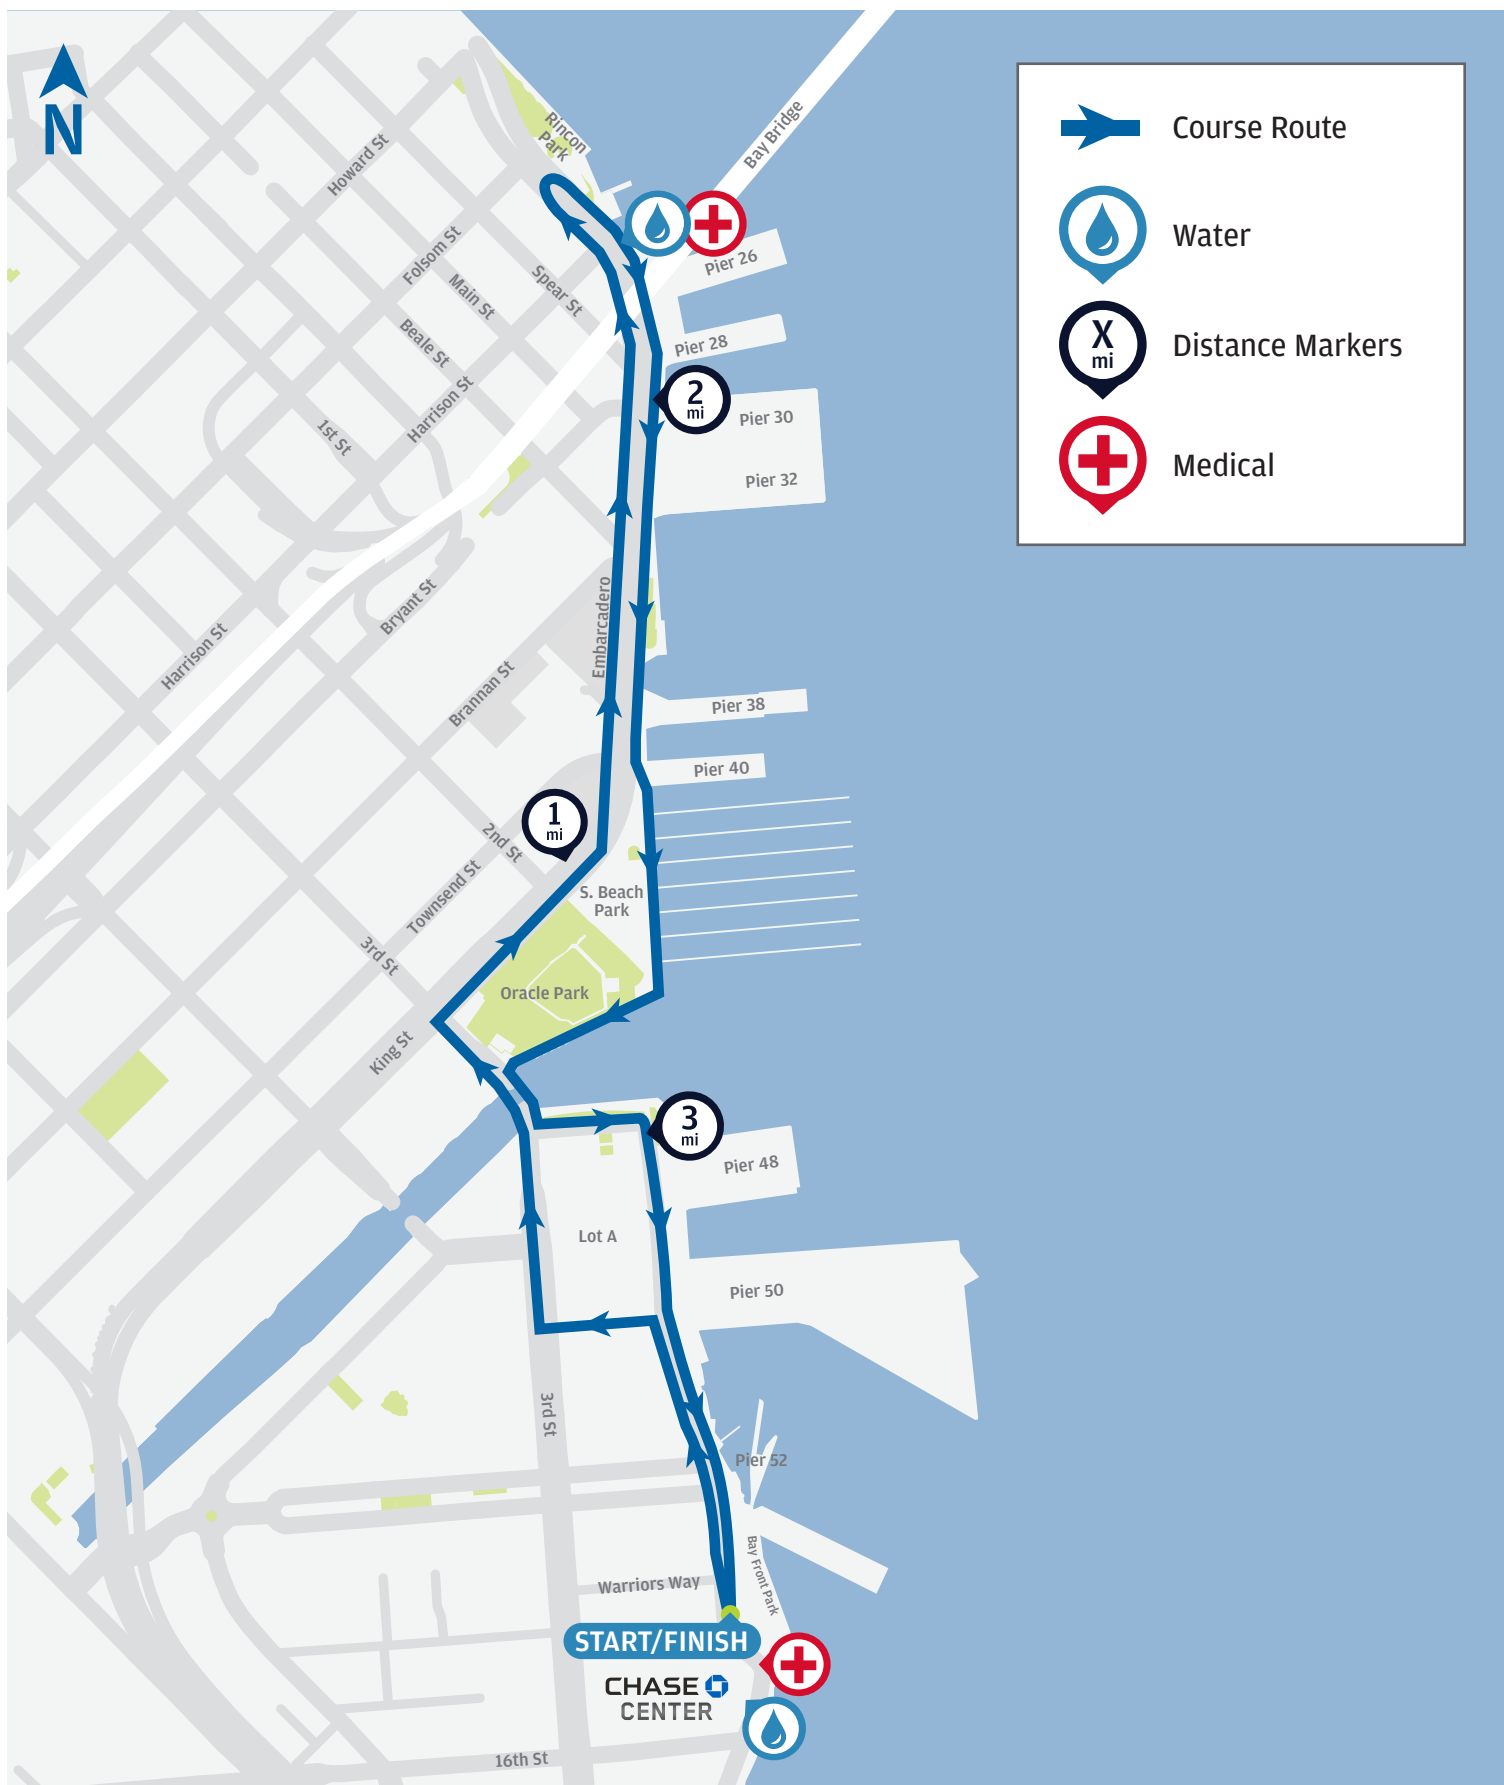 N
Course Route
Water
X
mi
Distance Markers
Medical
Rincon
Park
Bay Bridge
Howard St
Folsom St
Main St
Spear St
Beale St
Harrison St
1st St
Pier 26
Pier 28
2
mi
Pier 30
Pier 32
Embarcadero
Bryant St
Harrison St
Brannan St
Pier 38
Pier 40
1
mi
2nd St
Townsend St
3rd St
S. Beach
Park
Oracle Park
King St
3
mi
Pier 48
Lot A
Pier 50
3rd St
Pier 52
Bay Front Park
Warriors Way
START/FINISH
CHASE
CENTER
16th St